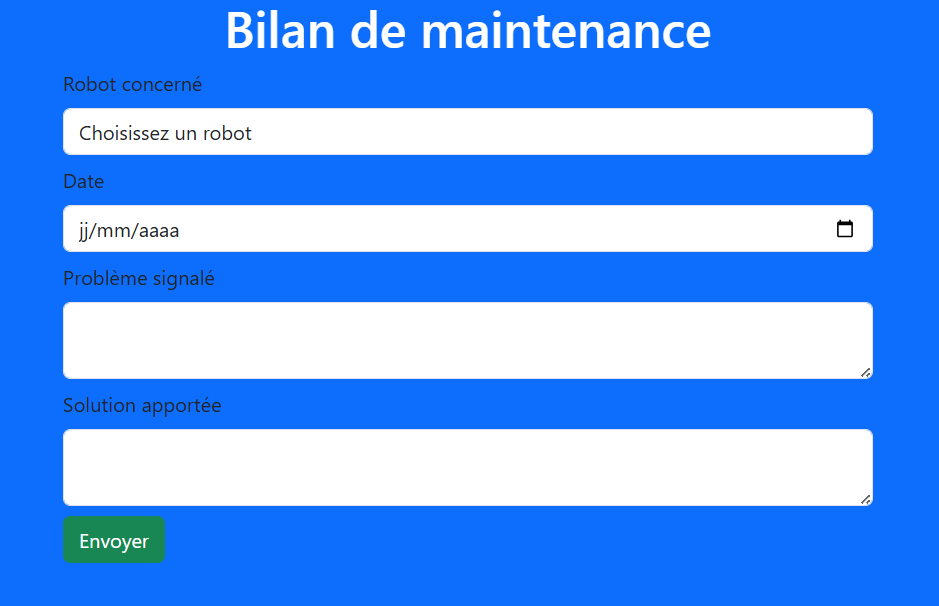 Bilan de maintenance
Robot concerné
Choisissez un robot
Date
jj/mm/aaaa
Problème signalé
Solution apportée
Envoyer